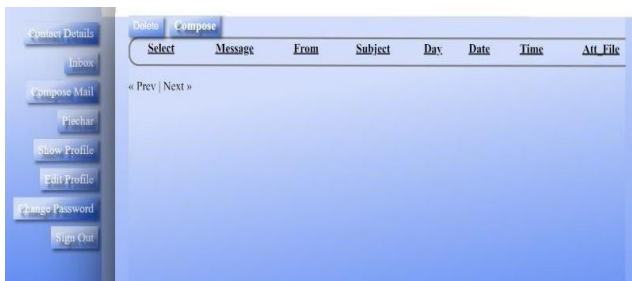 Contact Details
Inbox
Compose Mail
Piechar
Show Profile
Edit Profile
Change Password
Sign Out
Delete Compose
Select Message From Subject Day Date Time Att_File
« Prev | Next »